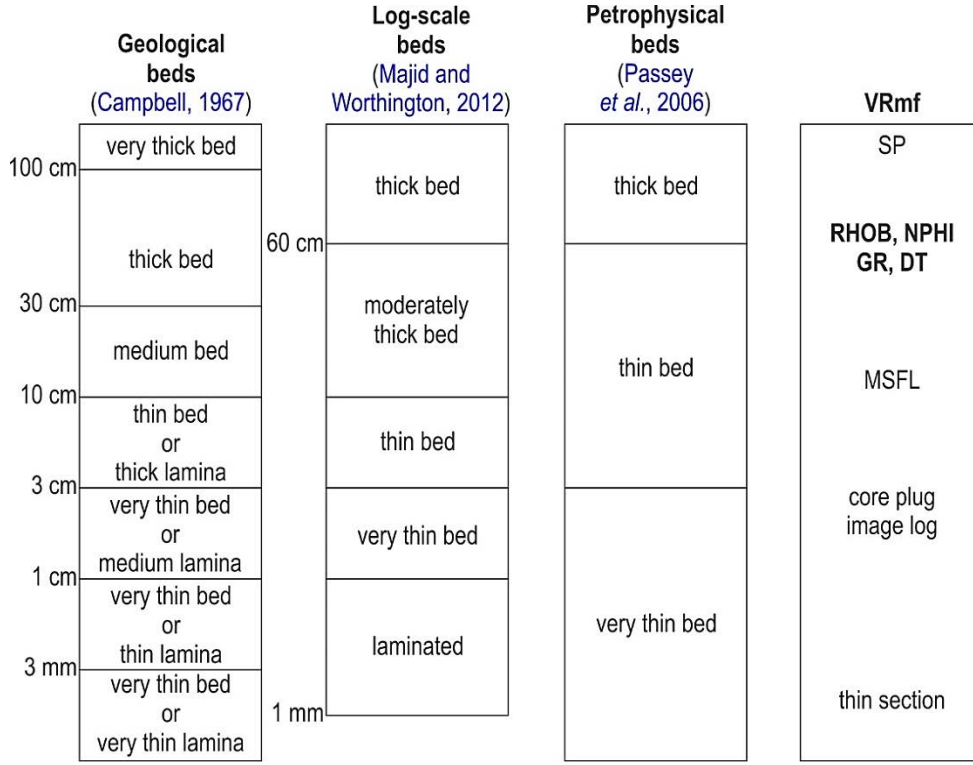 Geological
beds
(Campbell, 1967)
100 cm
30 cm
10 cm
3 cm
1 cm
3 mm
very thick bed
thick bed
medium bed
thin bed
or
thick lamina
very thin bed
or
medium lamina
very thin bed
or
thin lamina
very thin bed
or
very thin lamina
Log-scale
beds
(Majid and
Worthington, 2012)
60 cm
1 mm
thick bed
moderately
thick bed
thin bed
very thin bed
laminated
Petrophysical
beds
(Passey
et al., 2006)
thick bed
thin bed
very thin bed
VRmf
SP
RHOB, NPHI
GR, DT
MSFL
core plug
image log
thin section